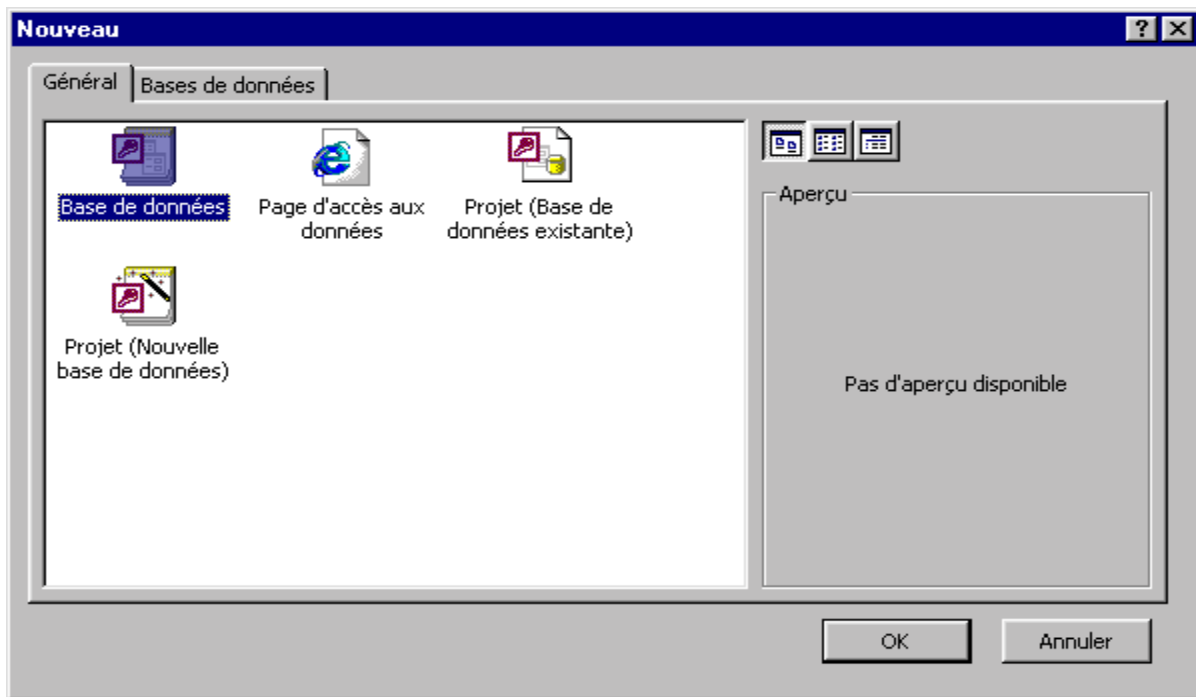 Nouveau
Général
Bases de données
Base de données
Page d'accès aux
données
Projet (Base de
données existante)
Projet (Nouvelle
base de données)
Aperçu
Pas d'aperçu disponible
OK
Annuler